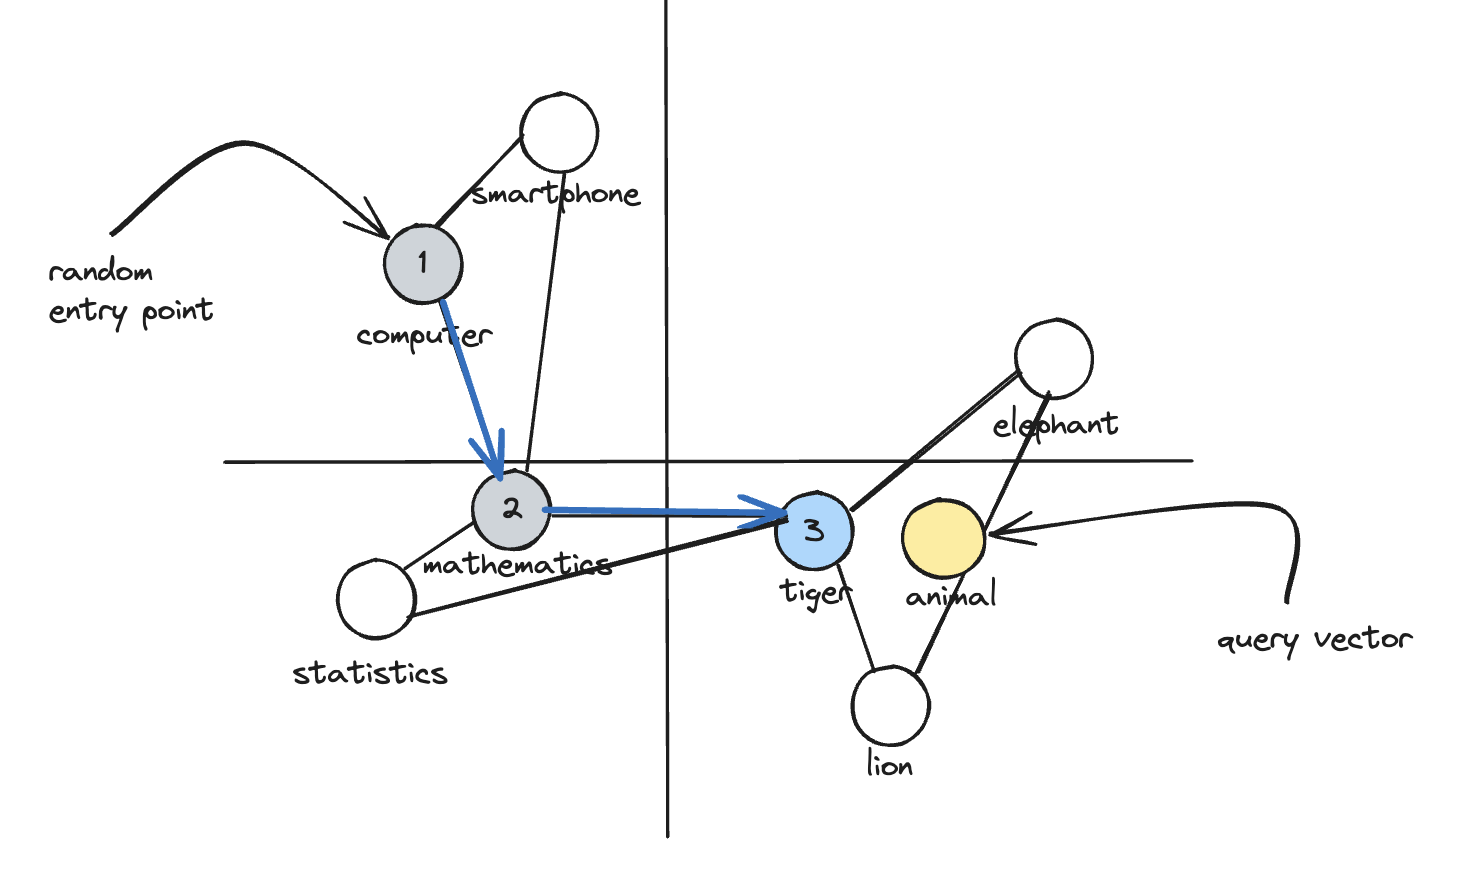 smartphone
1
random
entry point
computer
elephant
2
mathematics
3
tiger
animal
query vector
statistics
lion